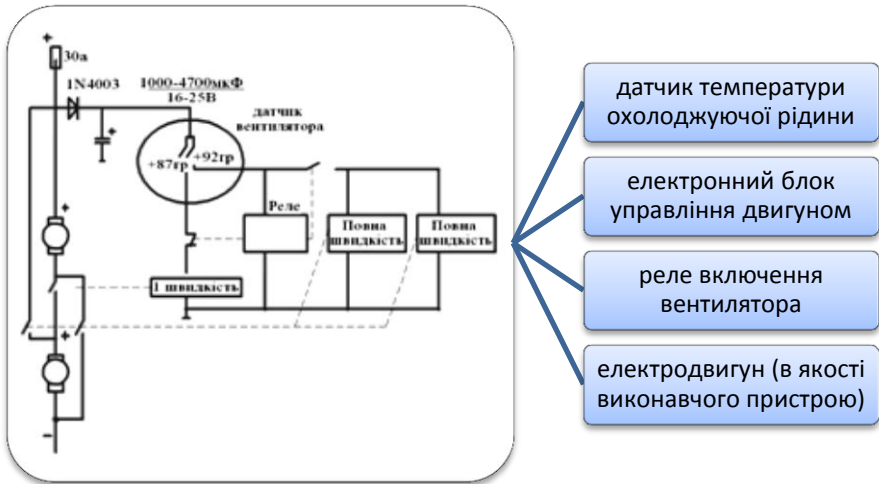 +
30а
1N4003
1000-4700мкФ
16-25В
датчик
вентилятора
+
+87гр
+92гр
+
Реле
Повна
швидкість
Повна
швидкість
1 швидкість
+
−
датчик температури
охолоджуючої рідини
електронний блок
управління двигуном
реле включення
вентилятора
електродвигун (в якості
виконавчого пристрою)